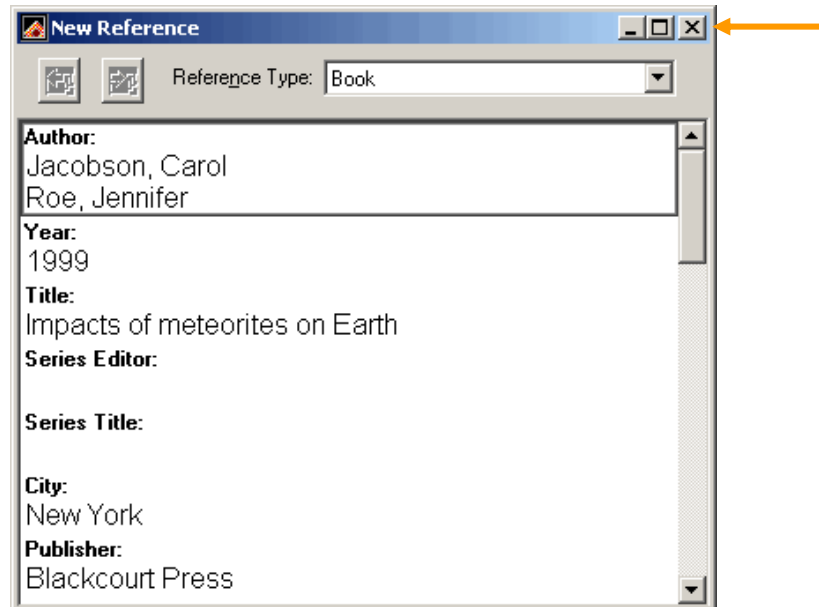 New Reference
Reference Type: Book
Author:
Jacobson, Carol
Roe, Jennifer
Year:
1999
Title:
Impacts of meteorites on Earth
Series Editor:
Series Title:
City:
New York
Publisher:
Blackcourt Press